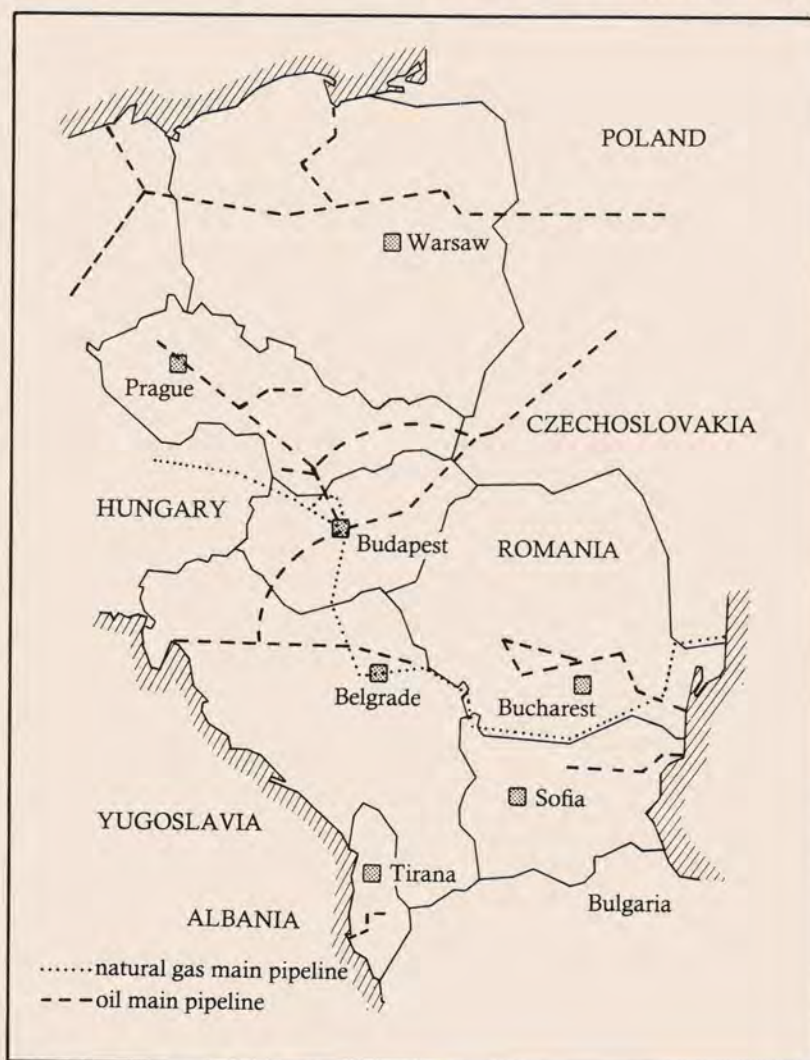 POLAND
Warsaw
Prague
CZECHOSLOVAKIA
HUNGARY
Budapest
ROMANIA
Belgrade
Bucharest
YUGOSLAVIA
Sofia
Tirana
ALBANIA
Bulgaria
natural gas main pipeline
oil main pipeline